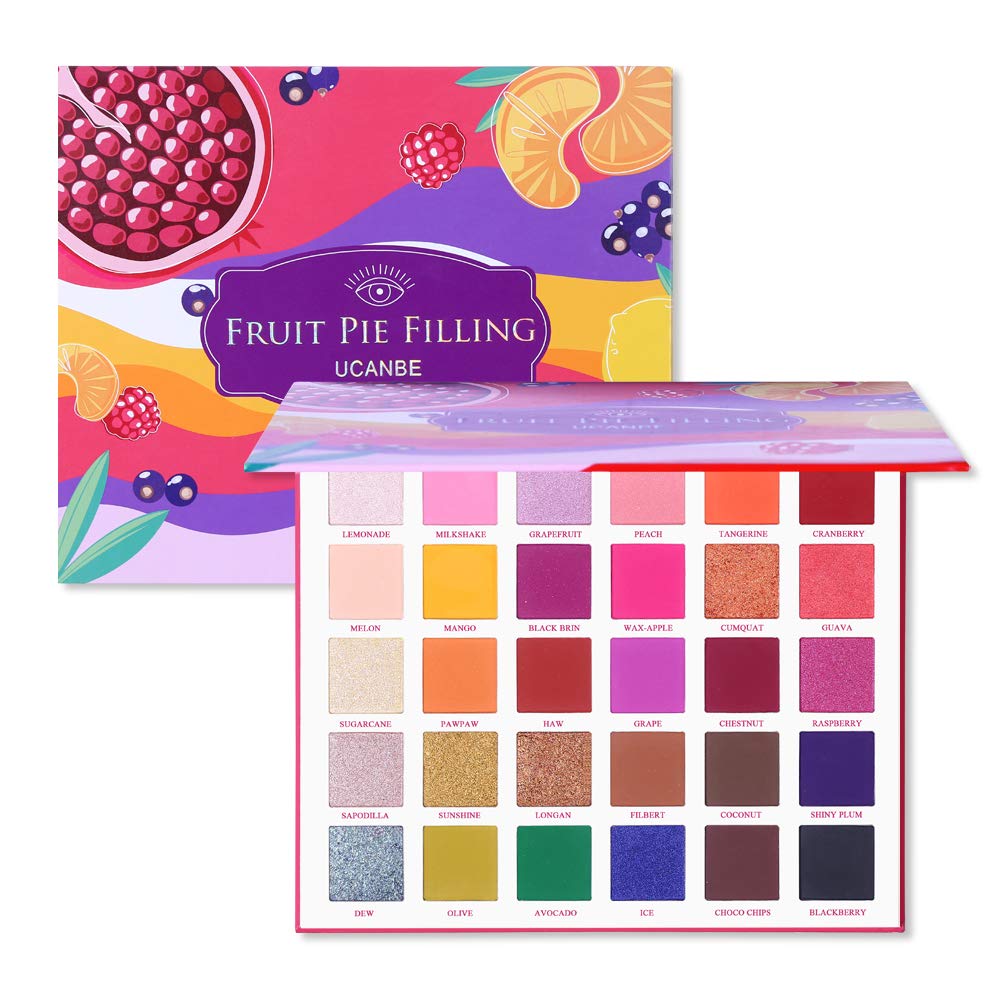 FRUIT PIE FILLING
UCANBE
FRUIT PIE FILLING
UCANBE
LEMONADE MILKSHAKE GRAPEFRUIT PEACH TANGERINE CRANBERRY
MELON MANGO BLACK BRIN WAX-APPLE CUMQUAT GUAVA
SUGARCANE PAWPAW HAW GRAPE CHESTNUT RASPBERRY
SAPODILLA SUNSHINE LONGAN FILBERT COCONUT SHINY PLUM
DEW OLIVE AVOCADO ICE CHOCO CHIPS BLACKBERRY